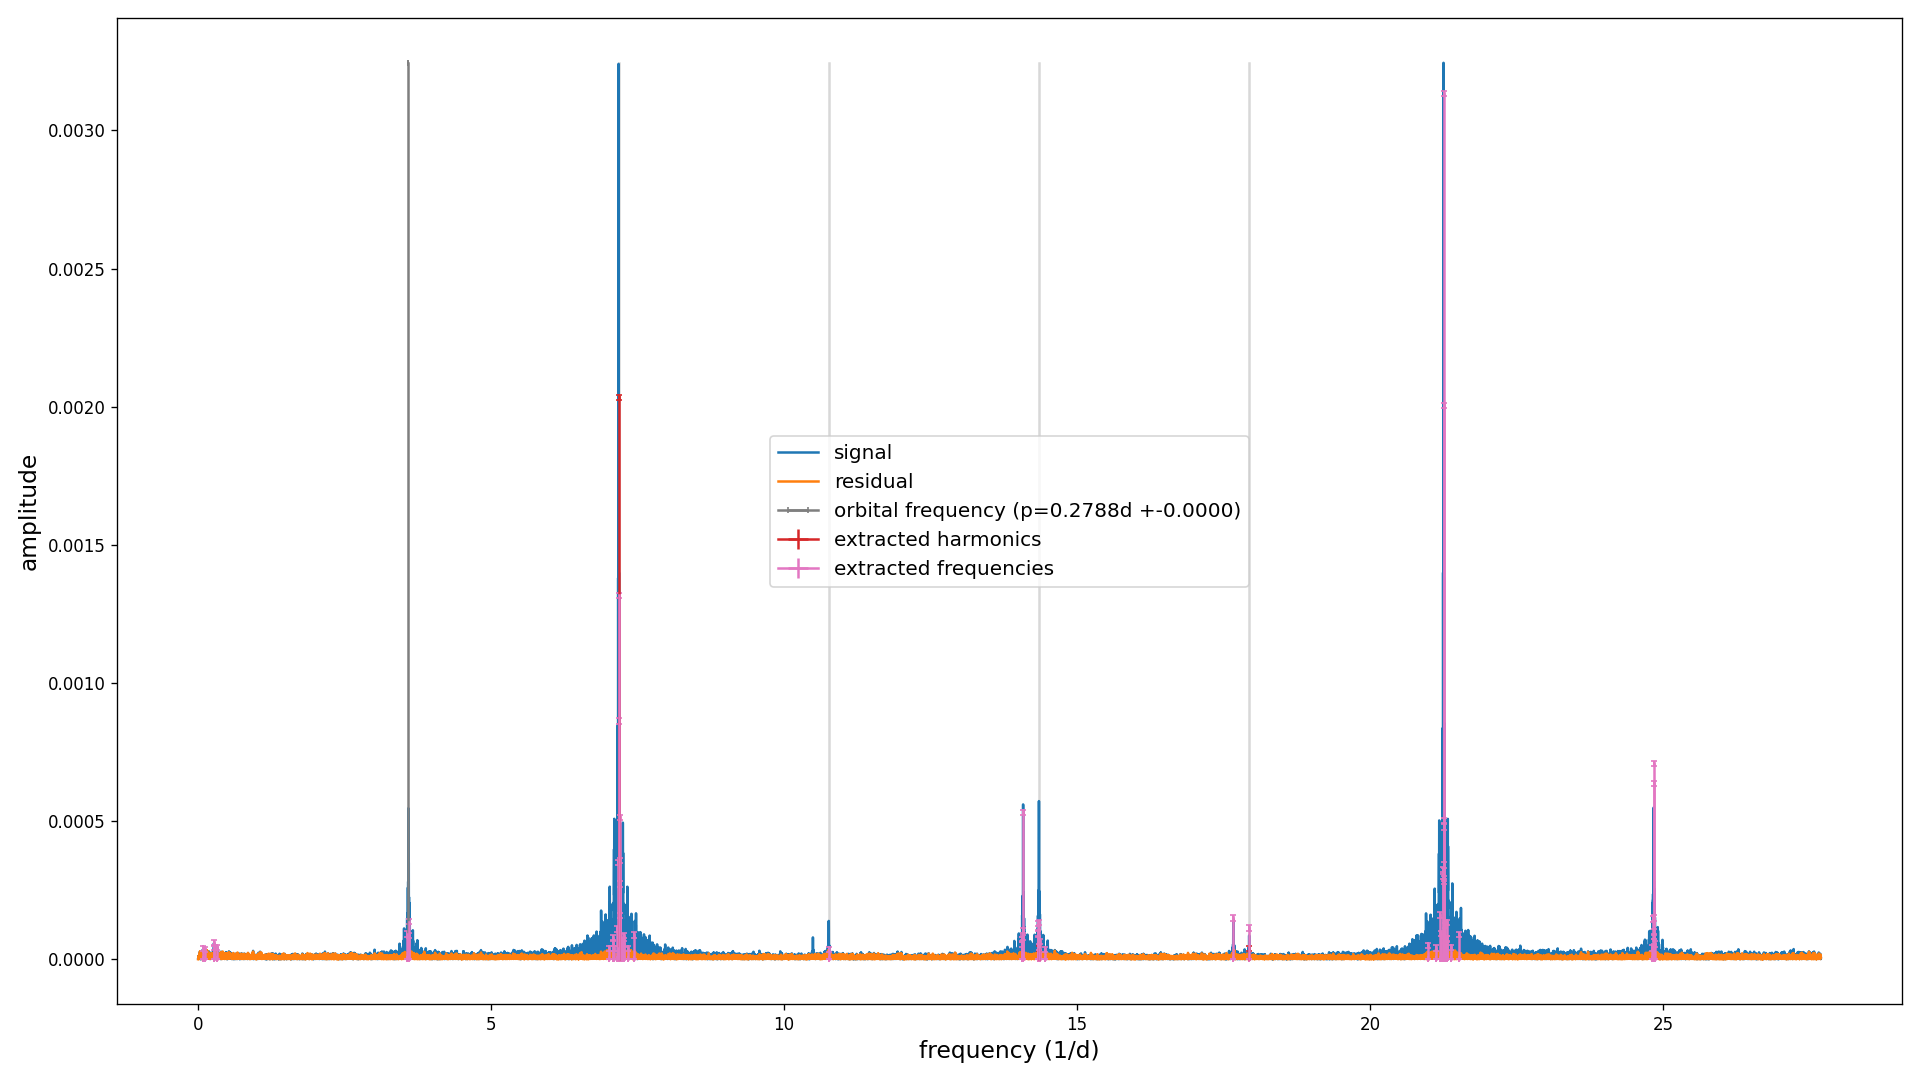 amplitude
0.0030
0.0025
0.0020
0.0015
0.0010
0.0005
0.0000
signal
residual
orbital frequency (p=0.2788d +-0.0000)
extracted harmonics
extracted frequencies
0 5 10 15 20 25
frequency (1/d)